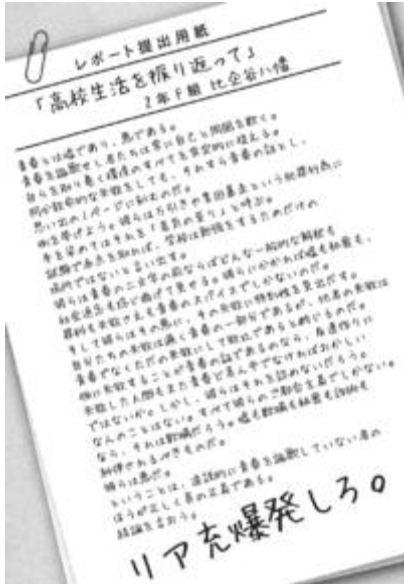 レポート提出用紙
「高校生活を振り返って」
2年F組 比企谷八幡
青春とは嘘であり、悪である。
青春を謳歌せし者たちは常に自己と周囲を欺く。
自らを取り巻く環境のすべてを肯定的に捉える。
何か致命的な失敗をしても、それすら青春の証とし、
思い出の1ページに刻むのだ。
例を挙げよう。彼らは万引きや集団暴走という犯罪行為に
手を染めてはそれを「若気の至り」と呼ぶ。
試験で赤点を取れば、学校は勉強をするためだけの
場所ではないと言い出す。
彼らは青春の二文字の前ならばどんな一般的な解釈も
社会通念も捻じ曲げて見せる。彼らにかかれば嘘も秘密も、
罪科も失敗さえも青春のスパイスでしかないのだ。
そして彼らはその悪に、その失敗に特別性を見出だす。
自分たちの失敗は遍く青春の一部分であるが、他者の失敗は
青春でなくただの失敗にして敗北であると断じるのだ。
仮に失敗することが青春の証であるのなら、友達作りに
失敗した人間もまた青春ど真ん中でなければおかしい
ではないか。しかし、彼らはそれを認めないだろう。
なんのことはない。すべて彼らのご都合主義でしかない。
なら、それは欺瞞だろう。嘘も欺瞞も秘密も詐術も
糾弾されるべきものだ。
彼らは悪だ。
ということは、逆説的に青春を謳歌していない者の
ほうが正しく真の正義である。
結論を言おう。
リア充爆発しろ。